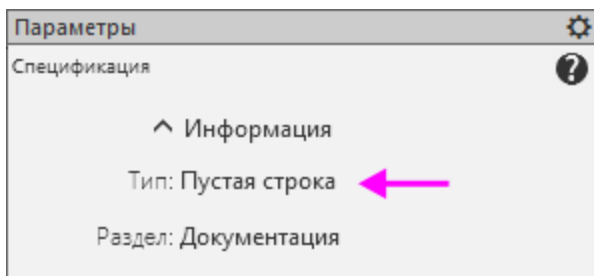 Параметры
Спецификация
Информация
Тип: Пустая строка
Раздел: Документация